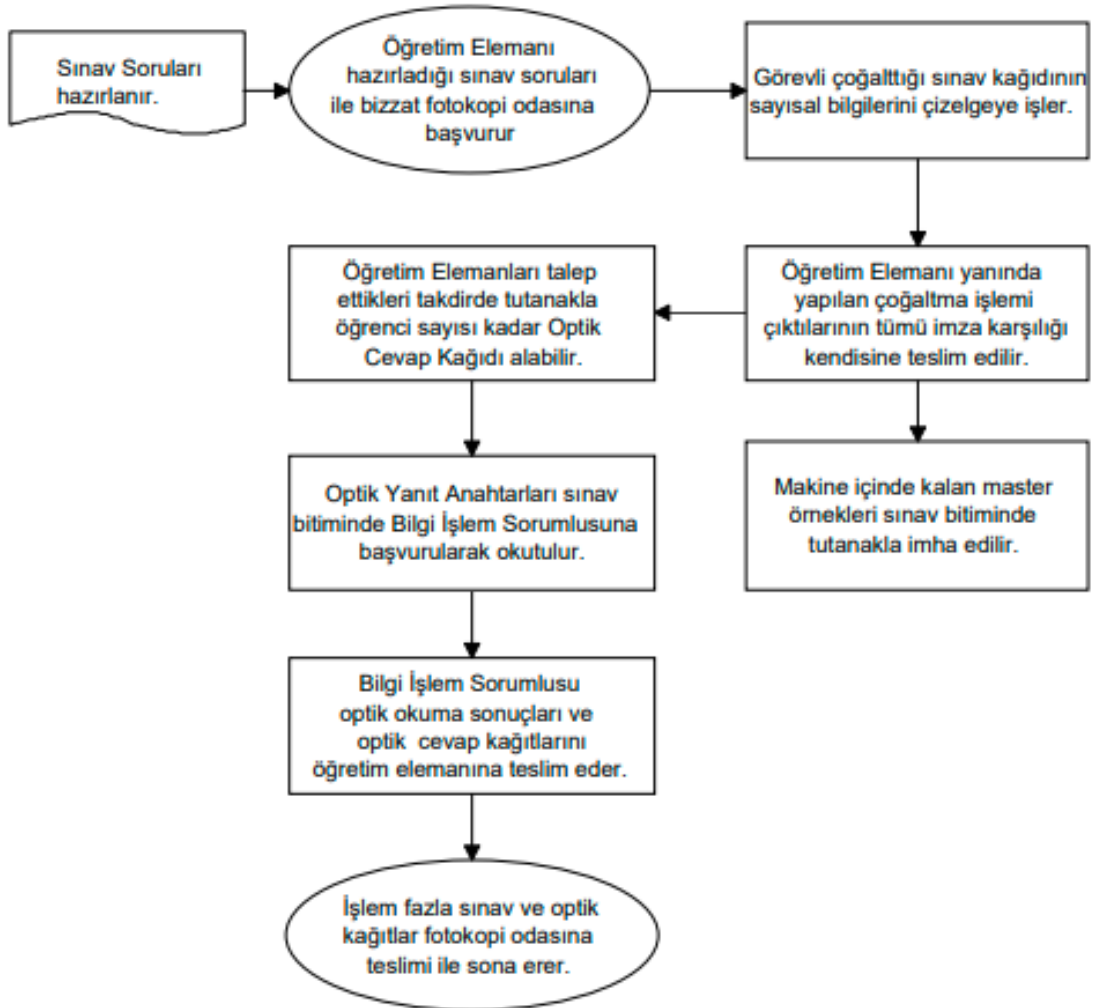 Sınav Soruları
hazırlanır.
Öğretim Elemanı
hazırladığı sınav soruları
ile bizzat fotokopi odasına
başvurur
Görevli çoğalttığı sınav kağıdının
sayısal bilgilerini çizelgeye işler.
Öğretim Elemanı yanında
yapılan çoğaltma işlemi
çıktılarının tümü imza karşılığı
kendisine teslim edilir.
Öğretim Elemanları talep
ettikleri takdirde tutanakla
öğrenci sayısı kadar Optik
Cevap Kağıdı alabilir.
Makine içinde kalan master
örnekleri sınav bitiminde
tutanakla imha edilir.
Optik Yanıt Anahtarları sınav
bitiminde Bilgi İşlem Sorumlusuna
başvurularak okutulur.
Bilgi İşlem Sorumlusu
optik okuma sonuçları ve
optik cevap kağıtlarını
öğretim elemanına teslim eder.
İşlem fazla sınav ve optik
kağıtlar fotokopi odasına
teslimi ile sona erer.